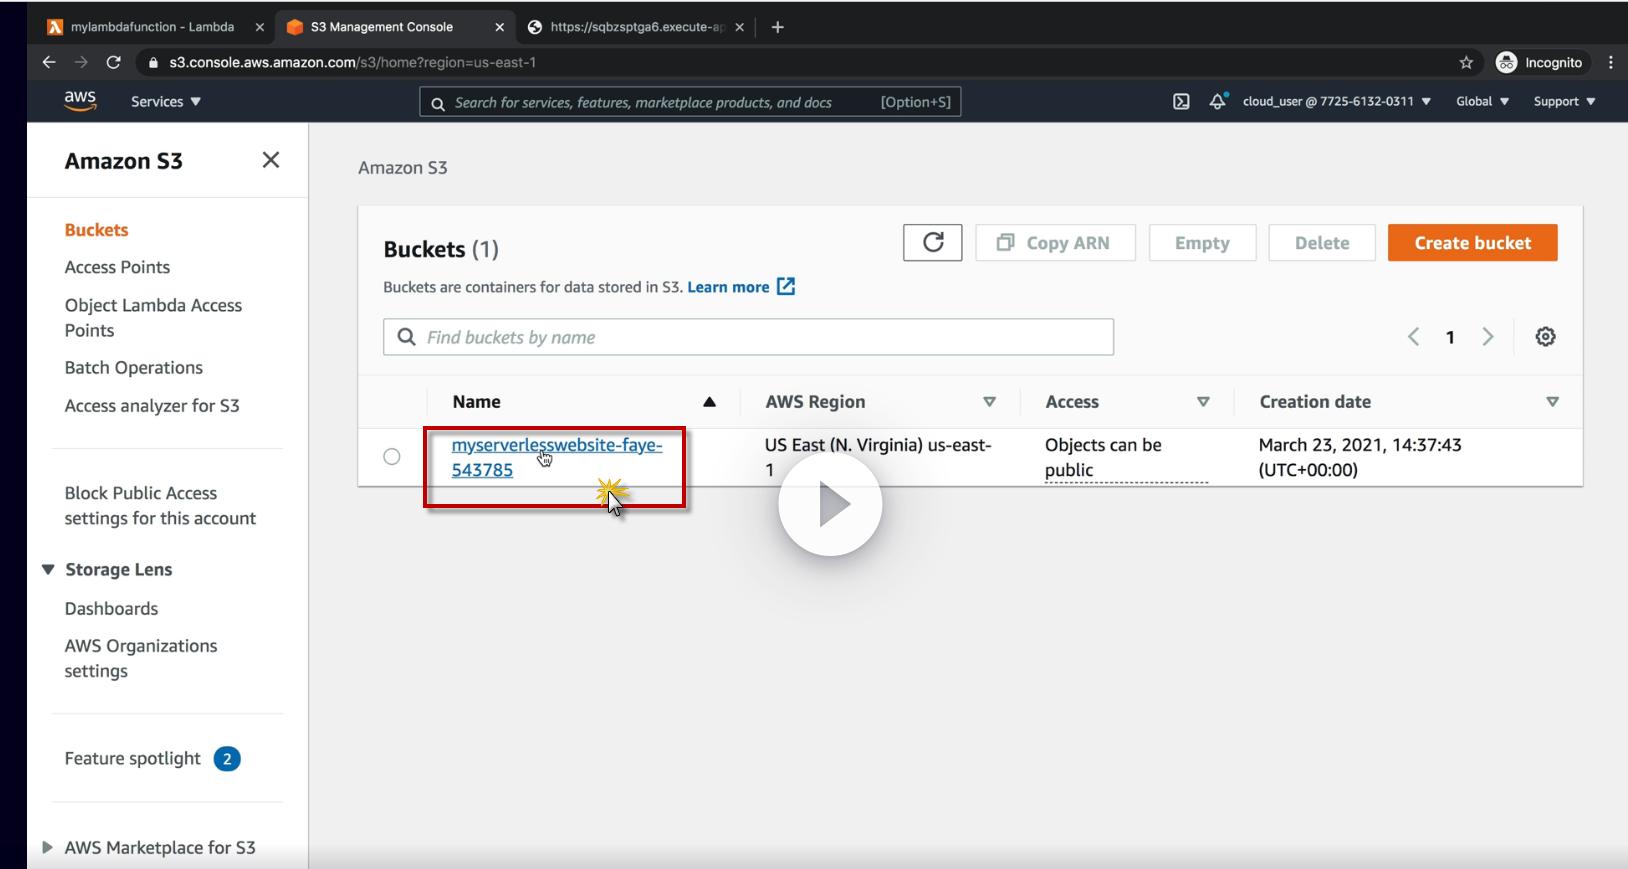 mylambdafunction - Lambda
S3 Management Console
https://sqbzsptga6.execute-ap
s3.console.aws.amazon.com/s3/home?region=us-east-1
Incognito
aws
Services
Search for services, features, marketplace products, and docs
[Option+S]
cloud_user @ 7725-6132-0311
Global
Support
Amazon S3
Buckets
Access Points
Object Lambda Access
Points
Batch Operations
Access analyzer for S3
Block Public Access
settings for this account
Storage Lens
Dashboards
AWS Organizations
settings
Feature spotlight 2
AWS Marketplace for S3
Amazon S3
Buckets (1)
Copy ARN
Empty
Delete
Create bucket
Buckets are containers for data stored in S3. Learn more
Find buckets by name
1
Name
AWS Region
Access
Creation date
myserverlesswebsite-faye-
543785
US East (N. Virginia) us-east-
1
Objects can be
public
March 23, 2021, 14:37:43
(UTC+00:00)